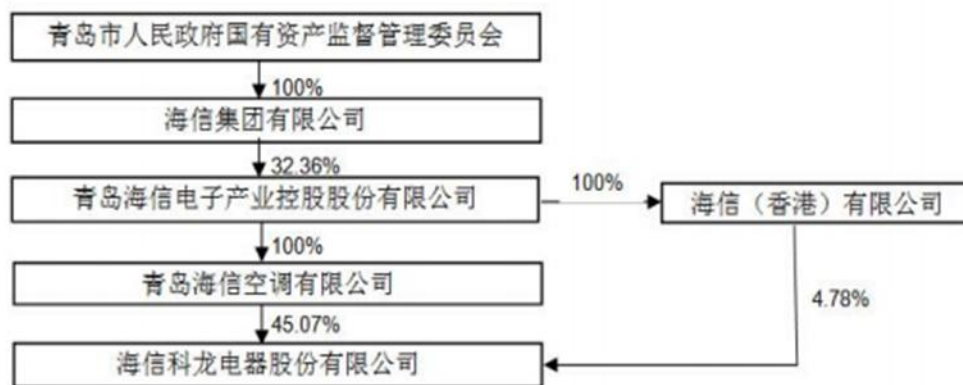 青岛市人民政府国有资产监督管理委员会
100%
海信集团有限公司
32.36%
青岛海信电子产业控股股份有限公司
100%
海信（香港）有限公司
100%
青岛海信空调有限公司
4.78%
45.07%
海信科龙电器股份有限公司